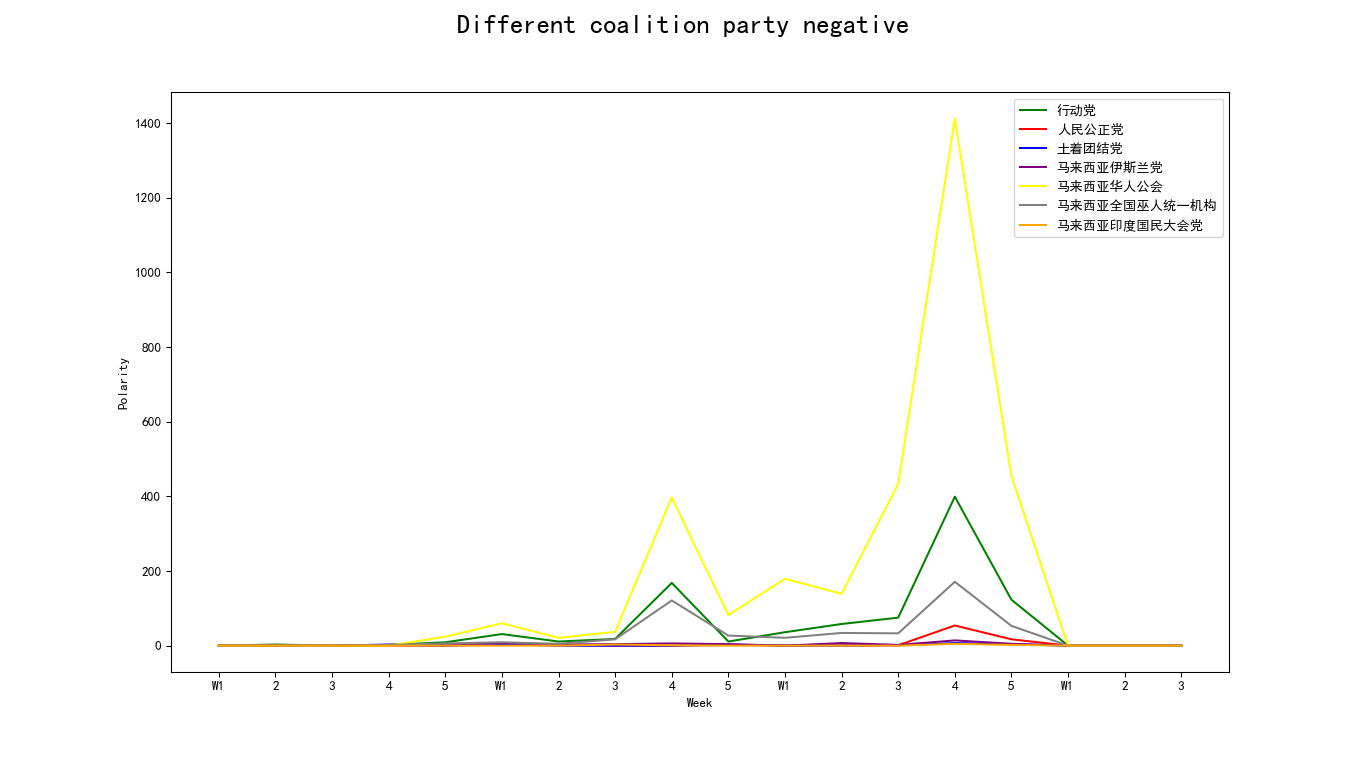 Different coalition party negative
行动党
人民公正党
土着团结党
马来西亚伊斯兰党
马来西亚华人公会
马来西亚全国巫人统一机构
马来西亚印度国民大会党
Polarity
1400
1200
1000
800
600
400
200
0
W1 2 3 4 5 W1 2 3 4 5 W1 2 3 4 5 W1 2 3
Week